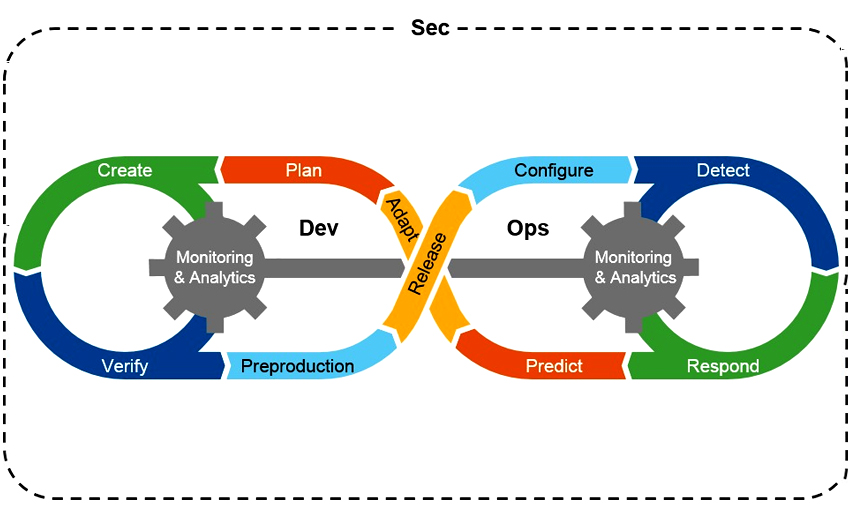 Sec
Create
Plan
Configure
Detect
Adapt
Dev
Release
Ops
Monitoring
& Analytics
Monitoring
& Analytics
Verify
Preproduction
Predict
Respond